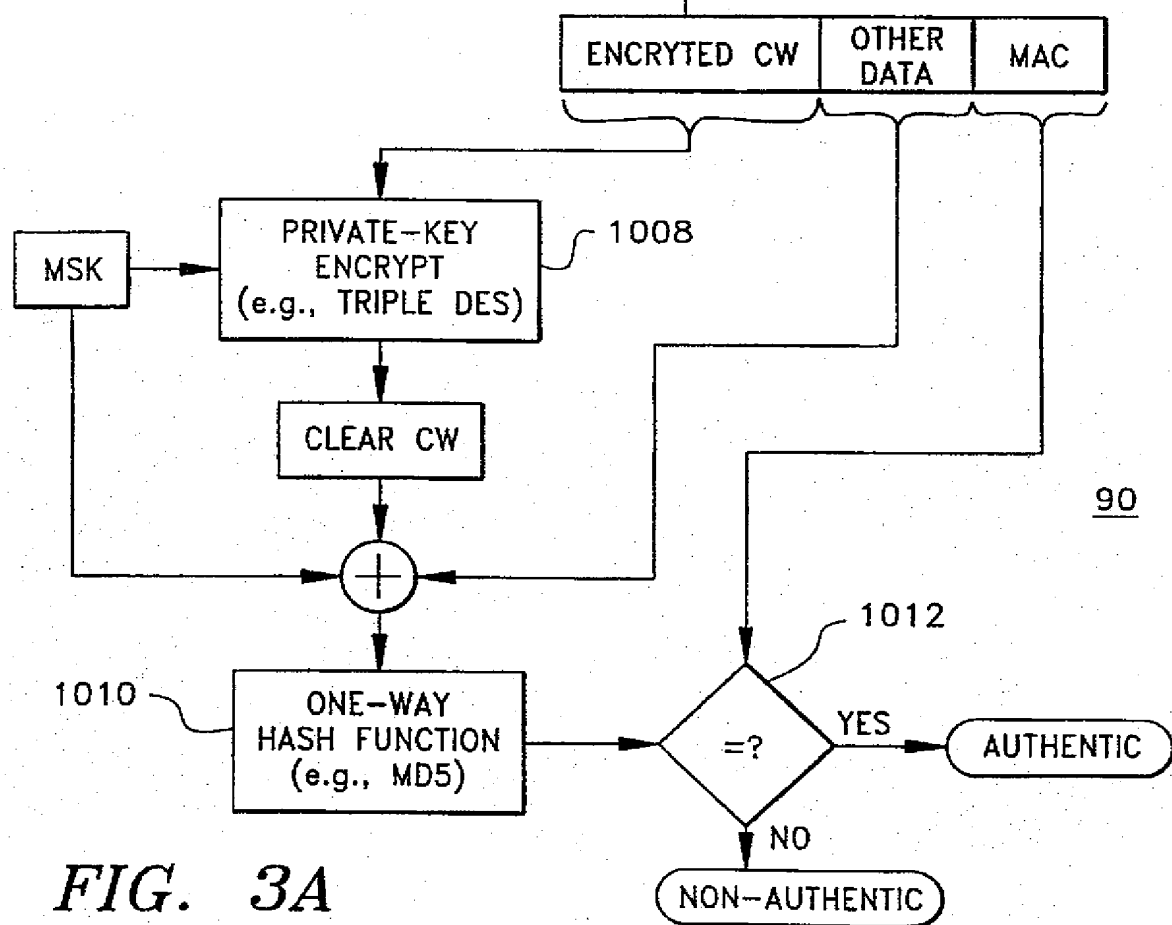 ENCRYTED CW
OTHER
DATA
MAC
PRIVATE-KEY
ENCRYPT
(e.g., TRIPLE DES)
1008
MSK
CLEAR CW
90
1012
1010
ONE-WAY
HASH FUNCTION
(e.g., MD5)
=?
YES
AUTHENTIC
NO
NON-AUTHENTIC
FIG. 3A